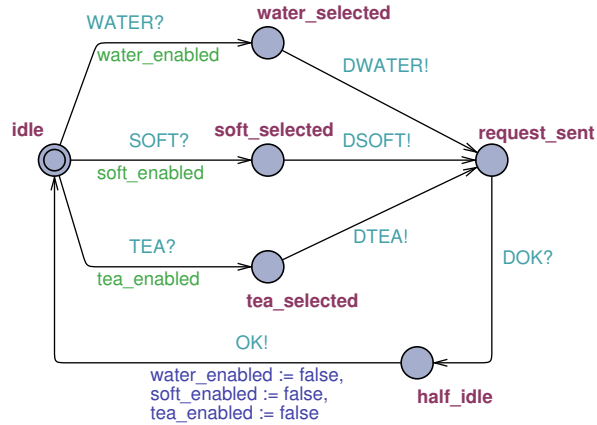 water_selected
WATER?
water_enabled
DWATER!
idle
SOFT?
soft_selected
DSOFT!
request_sent
soft_enabled
TEA?
DTEA!
DOK?
tea_enabled
tea_selected
OK!
water_enabled := false,
soft_enabled := false,
tea_enabled := false
half_idle